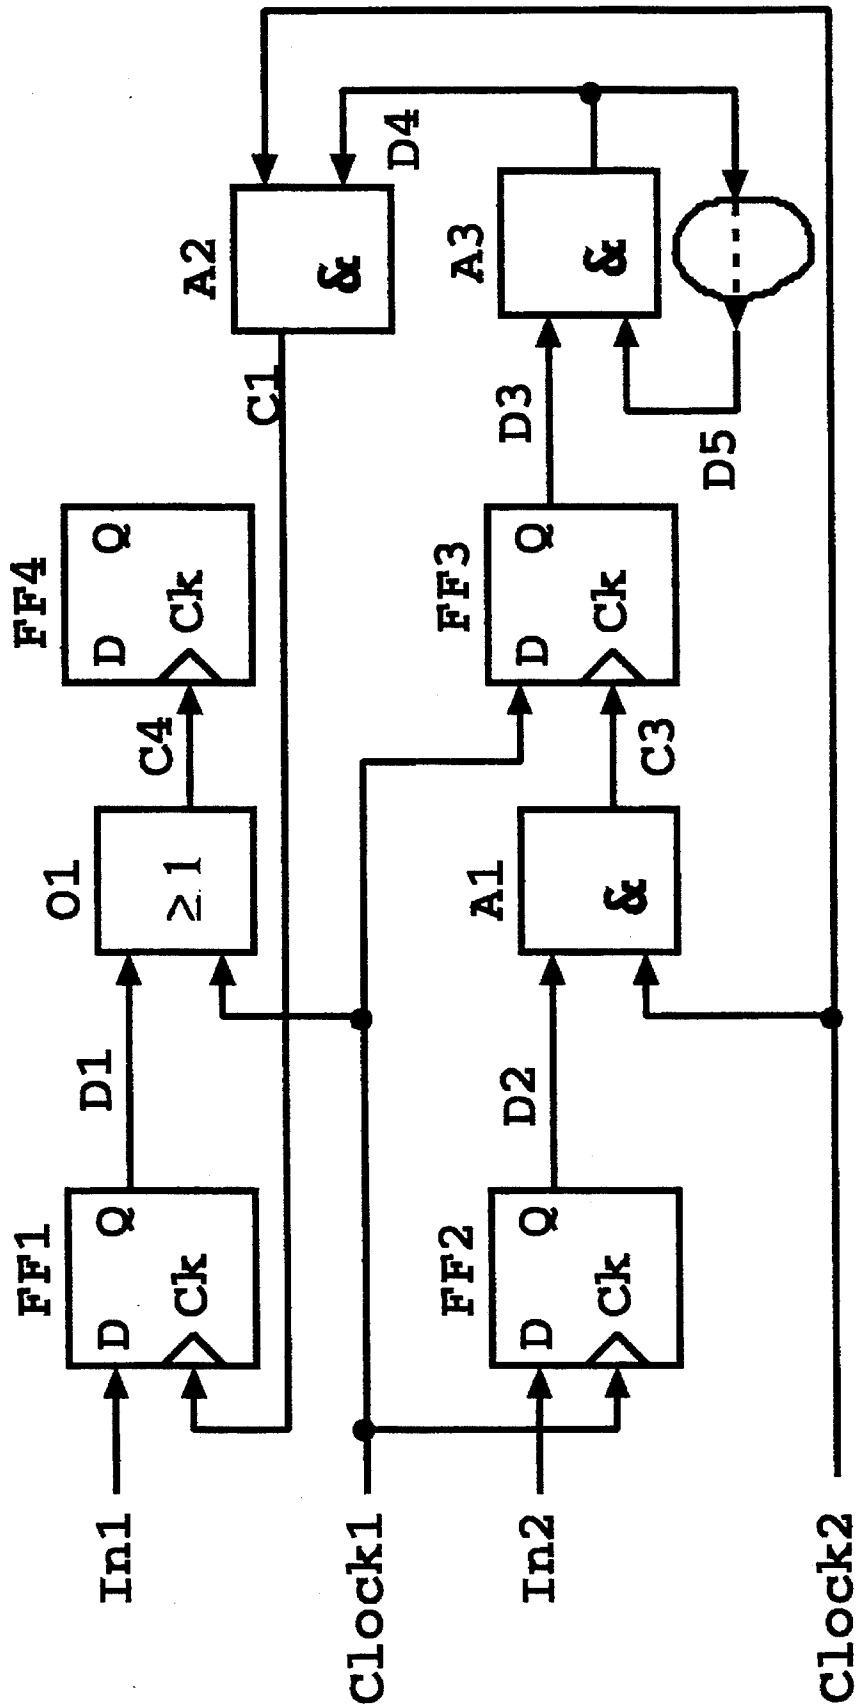 FF1
D Q
Ck
In1
D1
O1
≥1
C4
FF4
D Q
Ck
C1
A2
&
D4
Clock1
FF2
D Q
Ck
In2
D2
A1
&
C3
FF3
D Q
Ck
D3
A3
&
D5
Clock2